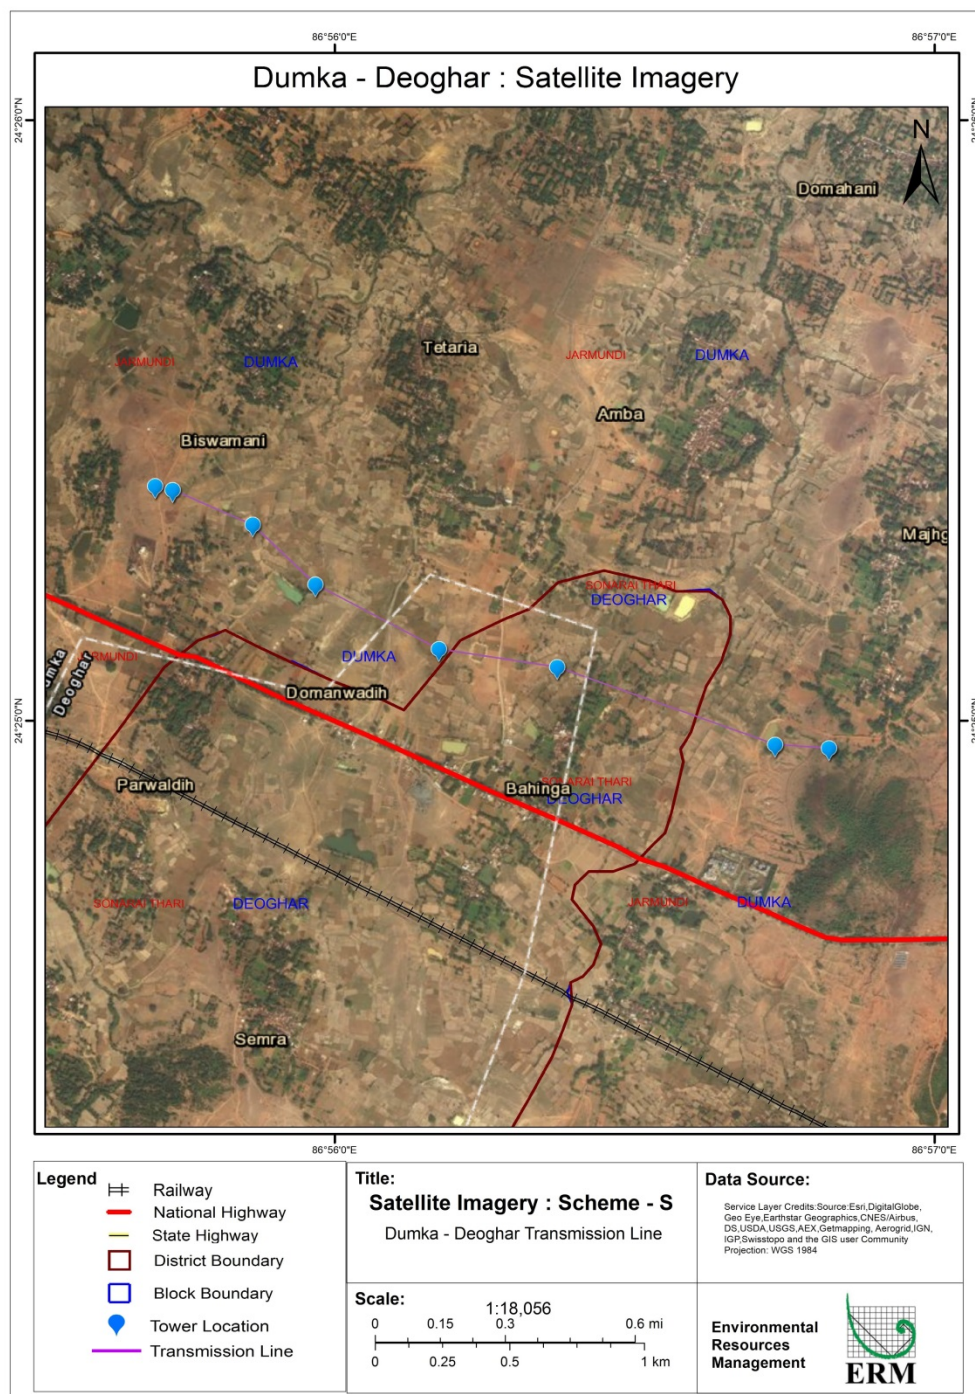 86°56'0"E
86°57'0"E
Dumka - Deoghar : Satellite Imagery
24°26'0"N
24°26'0"N
N
Domahani
Tetaria
JARMUNDI
DUMKA
JARMUNDI
DUMKA
Amba
Biswamani
Majhg
SONARAI THARI
DEOGHAR
JARMUNDI
DUMKA
Deoghar
Domanwadih
24°25'0"N
Parwaldih
Bahinga
DEOGHAR
SONARAI THARI
DEOGHAR
JARMUNDI
DUMKA
Semra
86°56'0"E
86°57'0"E
Legend
Railway
National Highway
State Highway
District Boundary
Block Boundary
Tower Location
Transmission Line
Title:
Satellite Imagery : Scheme - S
Dumka - Deoghar Transmission Line
Scale:
1:18,056
0 0.15 0.3 0.6 mi
0 0.25 0.5 1 km
Data Source:
Service Layer Credits:Source:Esri,DigitalGlobe,
Geo Eye,Earthstar Geographics,CNES/Airbus,
DS,USDA,USGS,AEX,Getmapping, Aerogrid,IGN,
IGP,Swisstopo and the GIS user Community
Projection: WGS 1984
Environmental
Resources
Management
ERM